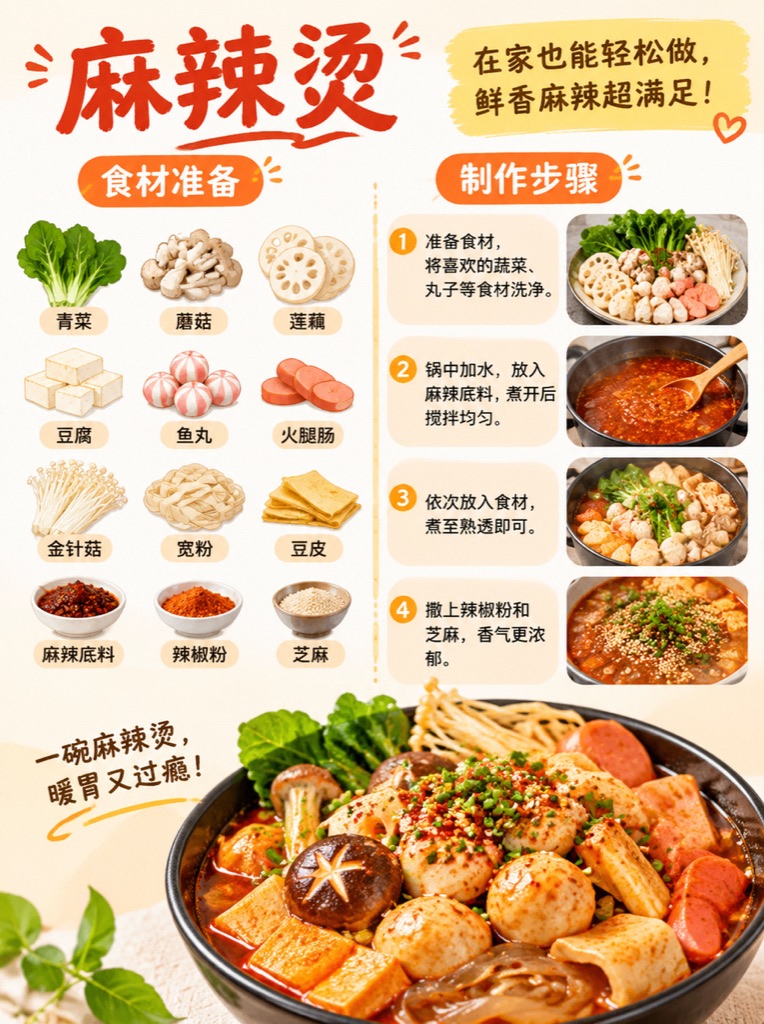 麻辣烫
在家也能轻松做，
鲜香麻辣超满足！
食材准备
制作步骤
青菜
蘑菇
莲藕
豆腐
鱼丸
火腿肠
金针菇
宽粉
豆皮
麻辣底料
辣椒粉
芝麻
1
准备食材，
将喜欢的蔬菜、
丸子等食材洗净。
2
锅中加水，放入
麻辣底料，煮开后
搅拌均匀。
3
依次放入食材，
煮至熟透即可。
4
撒上辣椒粉和
芝麻，香气更浓
郁。
一碗麻辣烫，
暖胃又过瘾！